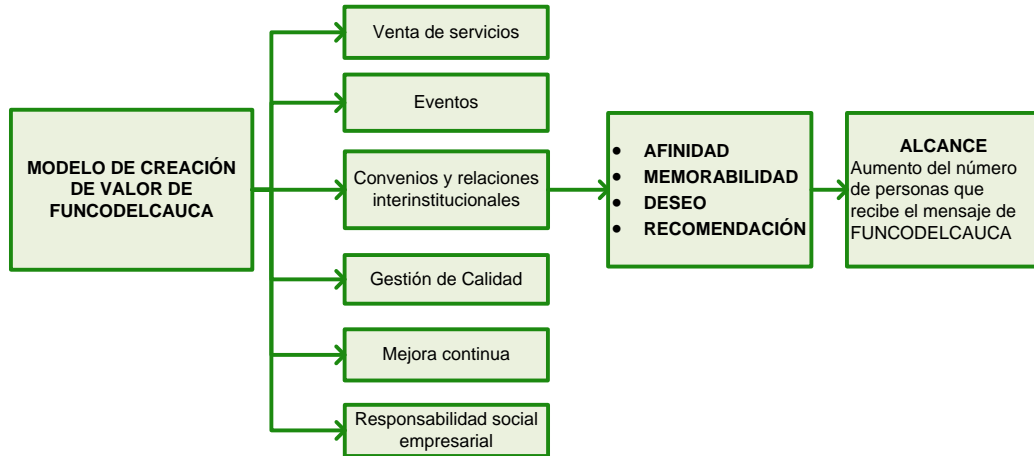 MODELO DE CREACIÓN
DE VALOR DE
FUNCODELCAUCA
Venta de servicios
Eventos
Convenios y relaciones
interinstitucionales
Gestión de Calidad
Mejora continua
Responsabilidad social
empresarial
• AFINIDAD
• MEMORABILIDAD
• DESEO
• RECOMENDACIÓN
ALCANCE
Aumento del número
de personas que
recibe el mensaje de
FUNCODELCAUCA